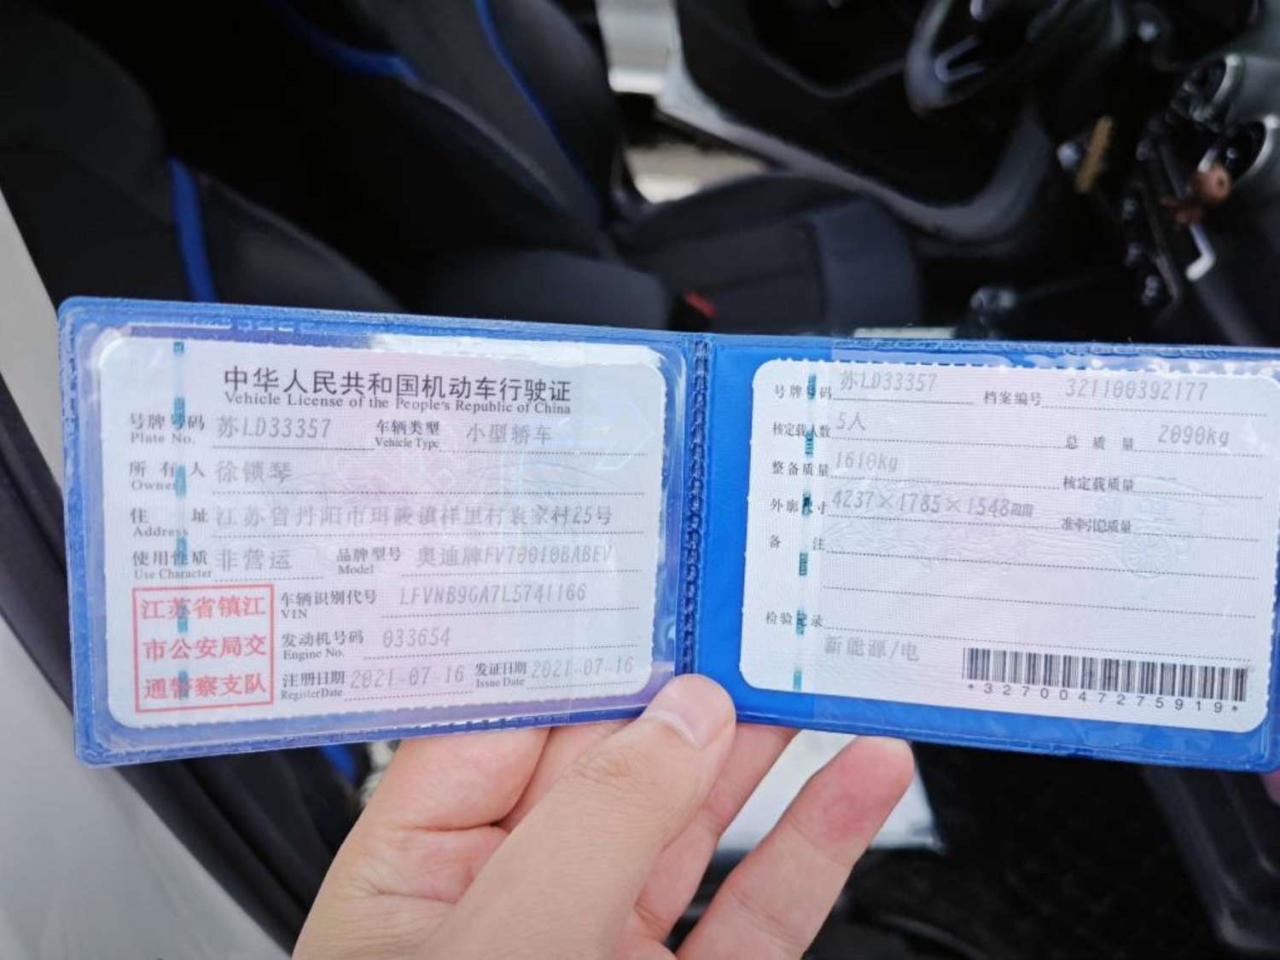 中华人民共和国机动车行驶证
Vehicle License of the People's Republic of China
号牌号码 苏LD33357 车辆类型 小型轿车
Plate No. Vehicle Type
所有人 徐锁琴
Owner
住址 江苏省丹阳市珥陵镇祥里村袁家村25号
Address
使用性质 非营运 品牌型号 奥迪牌FV70010BABEV
Use Character Model
江苏省镇江
市公安局交
通警察支队
车辆识别代号 LFVNB9GA7L5741166
VIN
发动机号码 033654
Engine No.
注册日期 2021-07-16 发证日期 2021-07-16
Register Date Issue Date
号牌号码 苏LD33357 档案编号 321100392177
核定载人数 5人 总质量 2090kg
整备质量 1610kg 核定载质量
外廓尺寸 4237×1785×1548mm 准牵引总质量
备注
检验记录
新能源/电
*3270047275919*